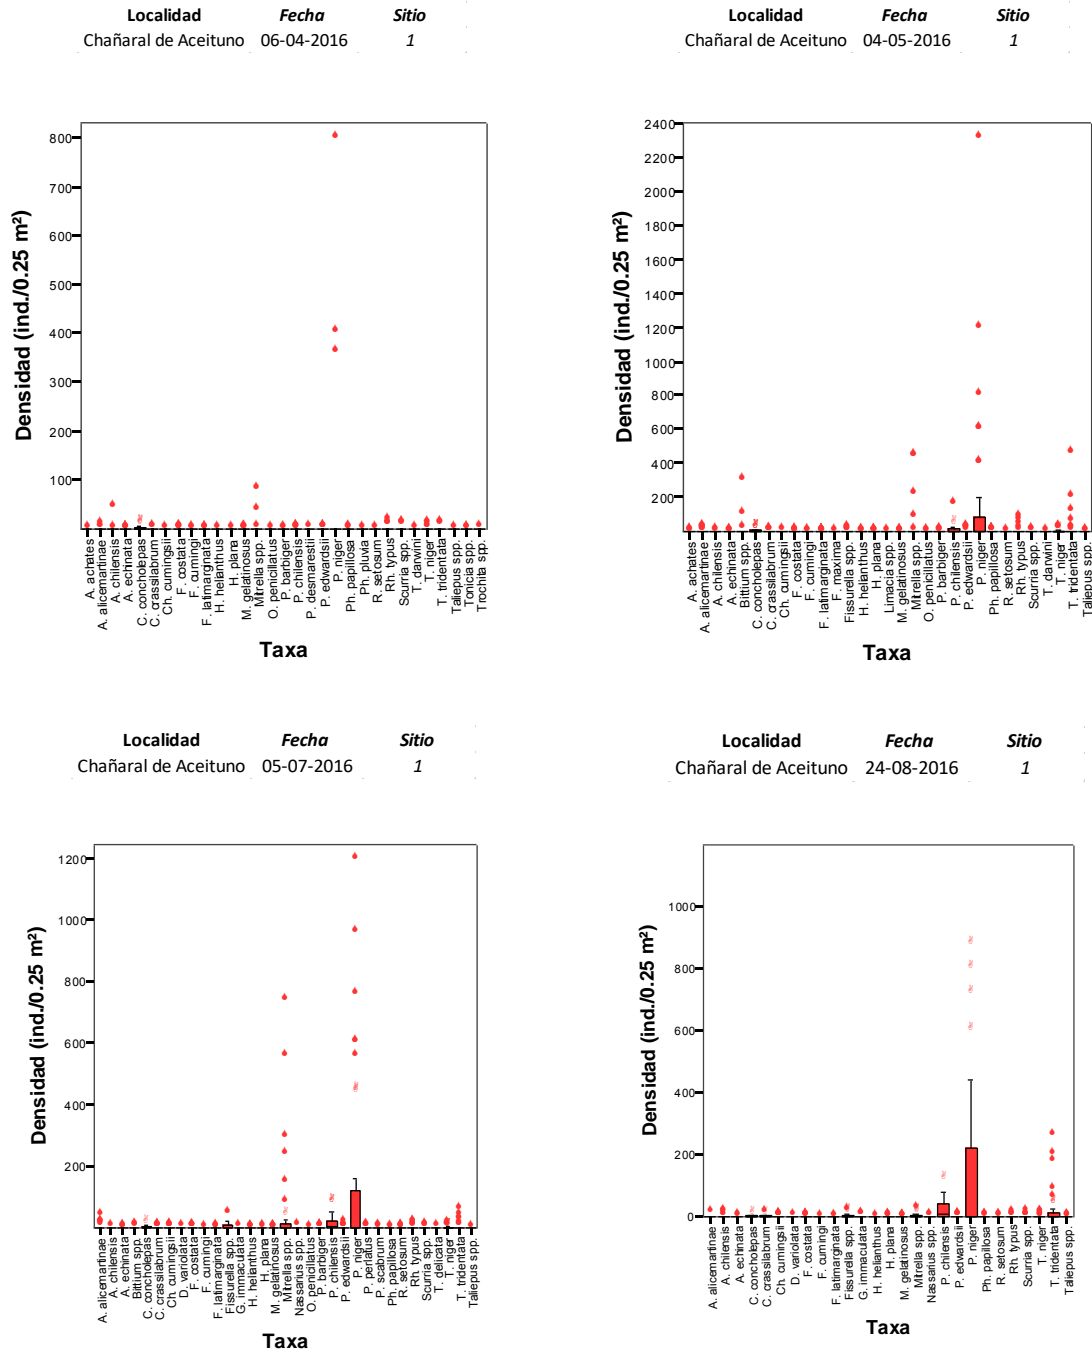 Localidad Fecha Sitio
Chañaral de Aceituno 06-04-2016 1
Densidad (ind./0.25 m²)
800
700
600
500
400
300
200
100
A. achates
A. alicemartinae
A. chilensis
A. echinata
C. concholepas
C. crassilabrum
Ch. cumingsii
F. costata
F. cumingi
F. latimarginata
H. helianthus
H. plana
M. gelatinosus
Mitrella spp.
O. penicillatus
P. barbiger
P. chilensis
P. desmarestii
P. edwardsii
P. niger
Ph. papillosa
Ph. pluvia
R. setosum
Rh. typus
Scurria spp.
T. darwini
T. niger
T. tridentata
Taliepus spp.
Tonicia spp.
Trochita spp.
Taxa
Localidad Fecha Sitio
Chañaral de Aceituno 04-05-2016 1
Densidad (ind./0.25 m²)
2400
2200
2000
1800
1600
1400
1200
1000
800
600
400
200
A. achates
A. alicemartinae
A. chilensis
A. echinata
Bittium spp.
C. concholepas
C. crassilabrum
Ch. cumingsii
F. costata
F. cumingi
F. latimarginata
F. maxima
Fissurella spp.
H. helianthus
H. plana
Limacia spp.
M. gelatinosus
Mitrella spp.
O. penicillatus
P. barbiger
P. chilensis
P. edwardsii
P. niger
Ph. papillosa
R. setosum
Rh. typus
Scurria spp.
T. darwini
T. niger
T. tridentata
Taliepus spp.
Taxa
Localidad Fecha Sitio
Chañaral de Aceituno 05-07-2016 1
Densidad (ind./0.25 m²)
1200
1000
800
600
400
200
A. alicemartinae
A. chilensis
A. echinata
Bittium spp.
C. concholepas
C. crassilabrum
Ch. cumingsii
D. variolata
F. costata
F. cumingi
F. latimarginata
Fissurella spp.
G. immaculata
H. helianthus
H. plana
M. gelatinosus
Mitrella spp.
Nassarius spp.
O. penicillatus
P. barbiger
P. chilensis
P. edwardsii
P. niger
P. perlatus
P. scabrum
Ph. papillosa
R. setosum
Rh. typus
Scurria spp.
T. delicata
T. niger
T. tridentata
Taliepus spp.
Taxa
Localidad Fecha Sitio
Chañaral de Aceituno 24-08-2016 1
Densidad (ind./0.25 m²)
1000
800
600
400
200
0
A. alicemartinae
A. chilensis
A. echinata
C. concholepas
C. crassilabrum
Ch. cumingsii
D. variolata
F. costata
F. cumingi
F. latimarginata
Fissurella spp.
G. immaculata
H. helianthus
H. plana
M. gelatinosus
Mitrella spp.
Nassarius spp.
P. chilensis
P. edwardsii
P. niger
Ph. papillosa
R. setosum
Rh. typus
Scurria spp.
T. niger
T. tridentata
Taliepus spp.
Taxa